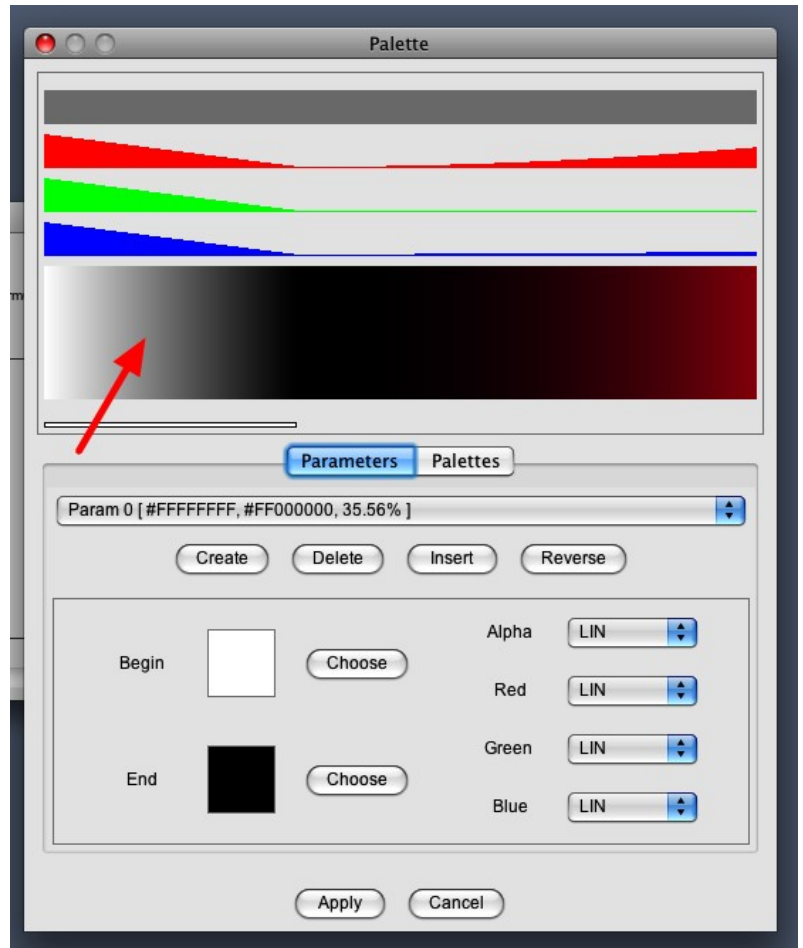 Palette
rm
Parameters Palettes
Param 0 [ #FFFFFFFF, #FF000000, 35.56% ]
Create Delete Insert Reverse
Alpha LIN
Begin Choose
Red LIN
Green LIN
End Choose
Blue LIN
Apply Cancel